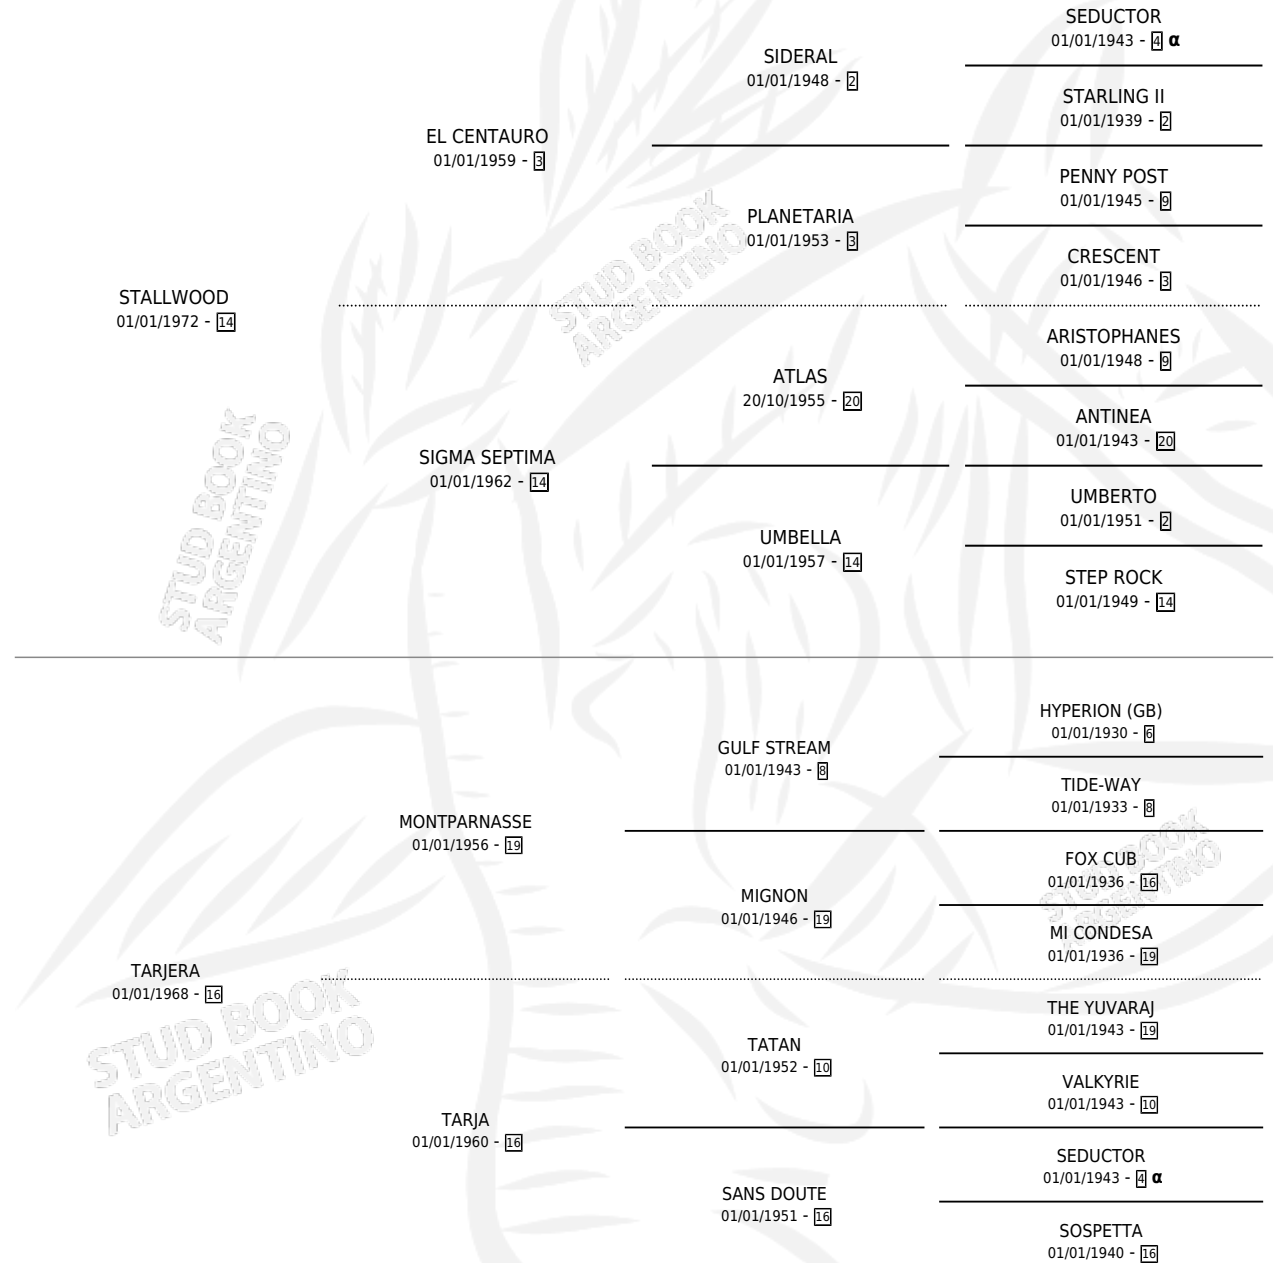 SEDUCTOR
01/01/1943 - 4 α
SIDERAL
01/01/1948 - 2
STARLING II
01/01/1939 - 2
EL CENTAURO
01/01/1959 - 3
PENNY POST
01/01/1945 - 9
PLANETARIA
01/01/1953 - 3
CRESCENT
01/01/1946 - 3
STALLWOOD
01/01/1972 - 14
ARISTOPHANES
01/01/1948 - 9
ATLAS
20/10/1955 - 20
ANTINEA
01/01/1943 - 20
SIGMA SEPTIMA
01/01/1962 - 14
UMBERTO
01/01/1951 - 2
UMBELLA
01/01/1957 - 14
STEP ROCK
01/01/1949 - 14
HYPERION (GB)
01/01/1930 - 6
GULF STREAM
01/01/1943 - 8
TIDE-WAY
01/01/1933 - 8
MONTPARNASSE
01/01/1956 - 19
FOX CUB
01/01/1936 - 16
MIGNON
01/01/1946 - 19
MI CONDESA
01/01/1936 - 19
TARJERA
01/01/1968 - 16
THE YUVARAJ
01/01/1943 - 19
TATAN
01/01/1952 - 10
VALKYRIE
01/01/1943 - 10
TARJA
01/01/1960 - 16
SEDUCTOR
01/01/1943 - 4 α
SANS DOUTE
01/01/1951 - 16
SOSPETTA
01/01/1940 - 16
STUD BOOK
ARGENTINO
STUD BOOK
ARGENTINO
STUD BOOK
ARGENTINO
STUD BOOK
ARGENTINO